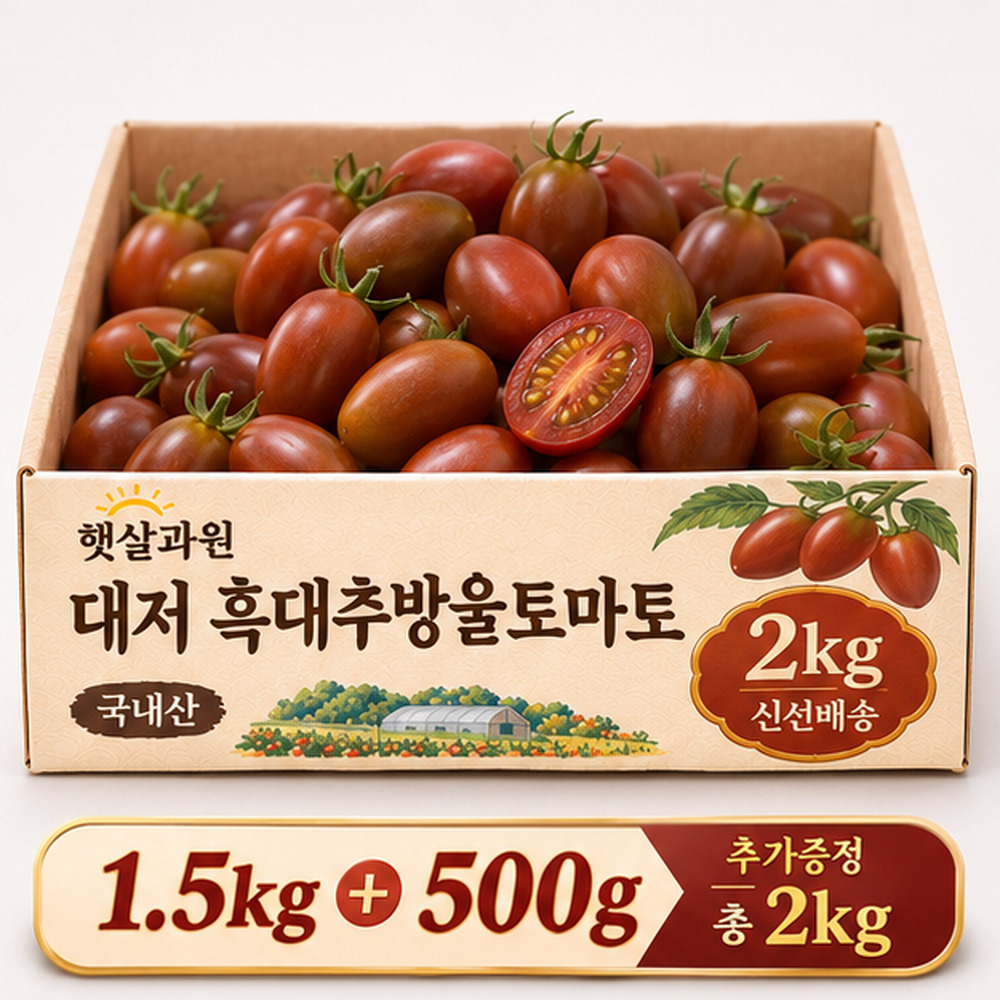 햇살과원
대저 흑대추방울토마토
국내산
2kg
신선배송
1.5kg + 500g
추가증정
총 2kg